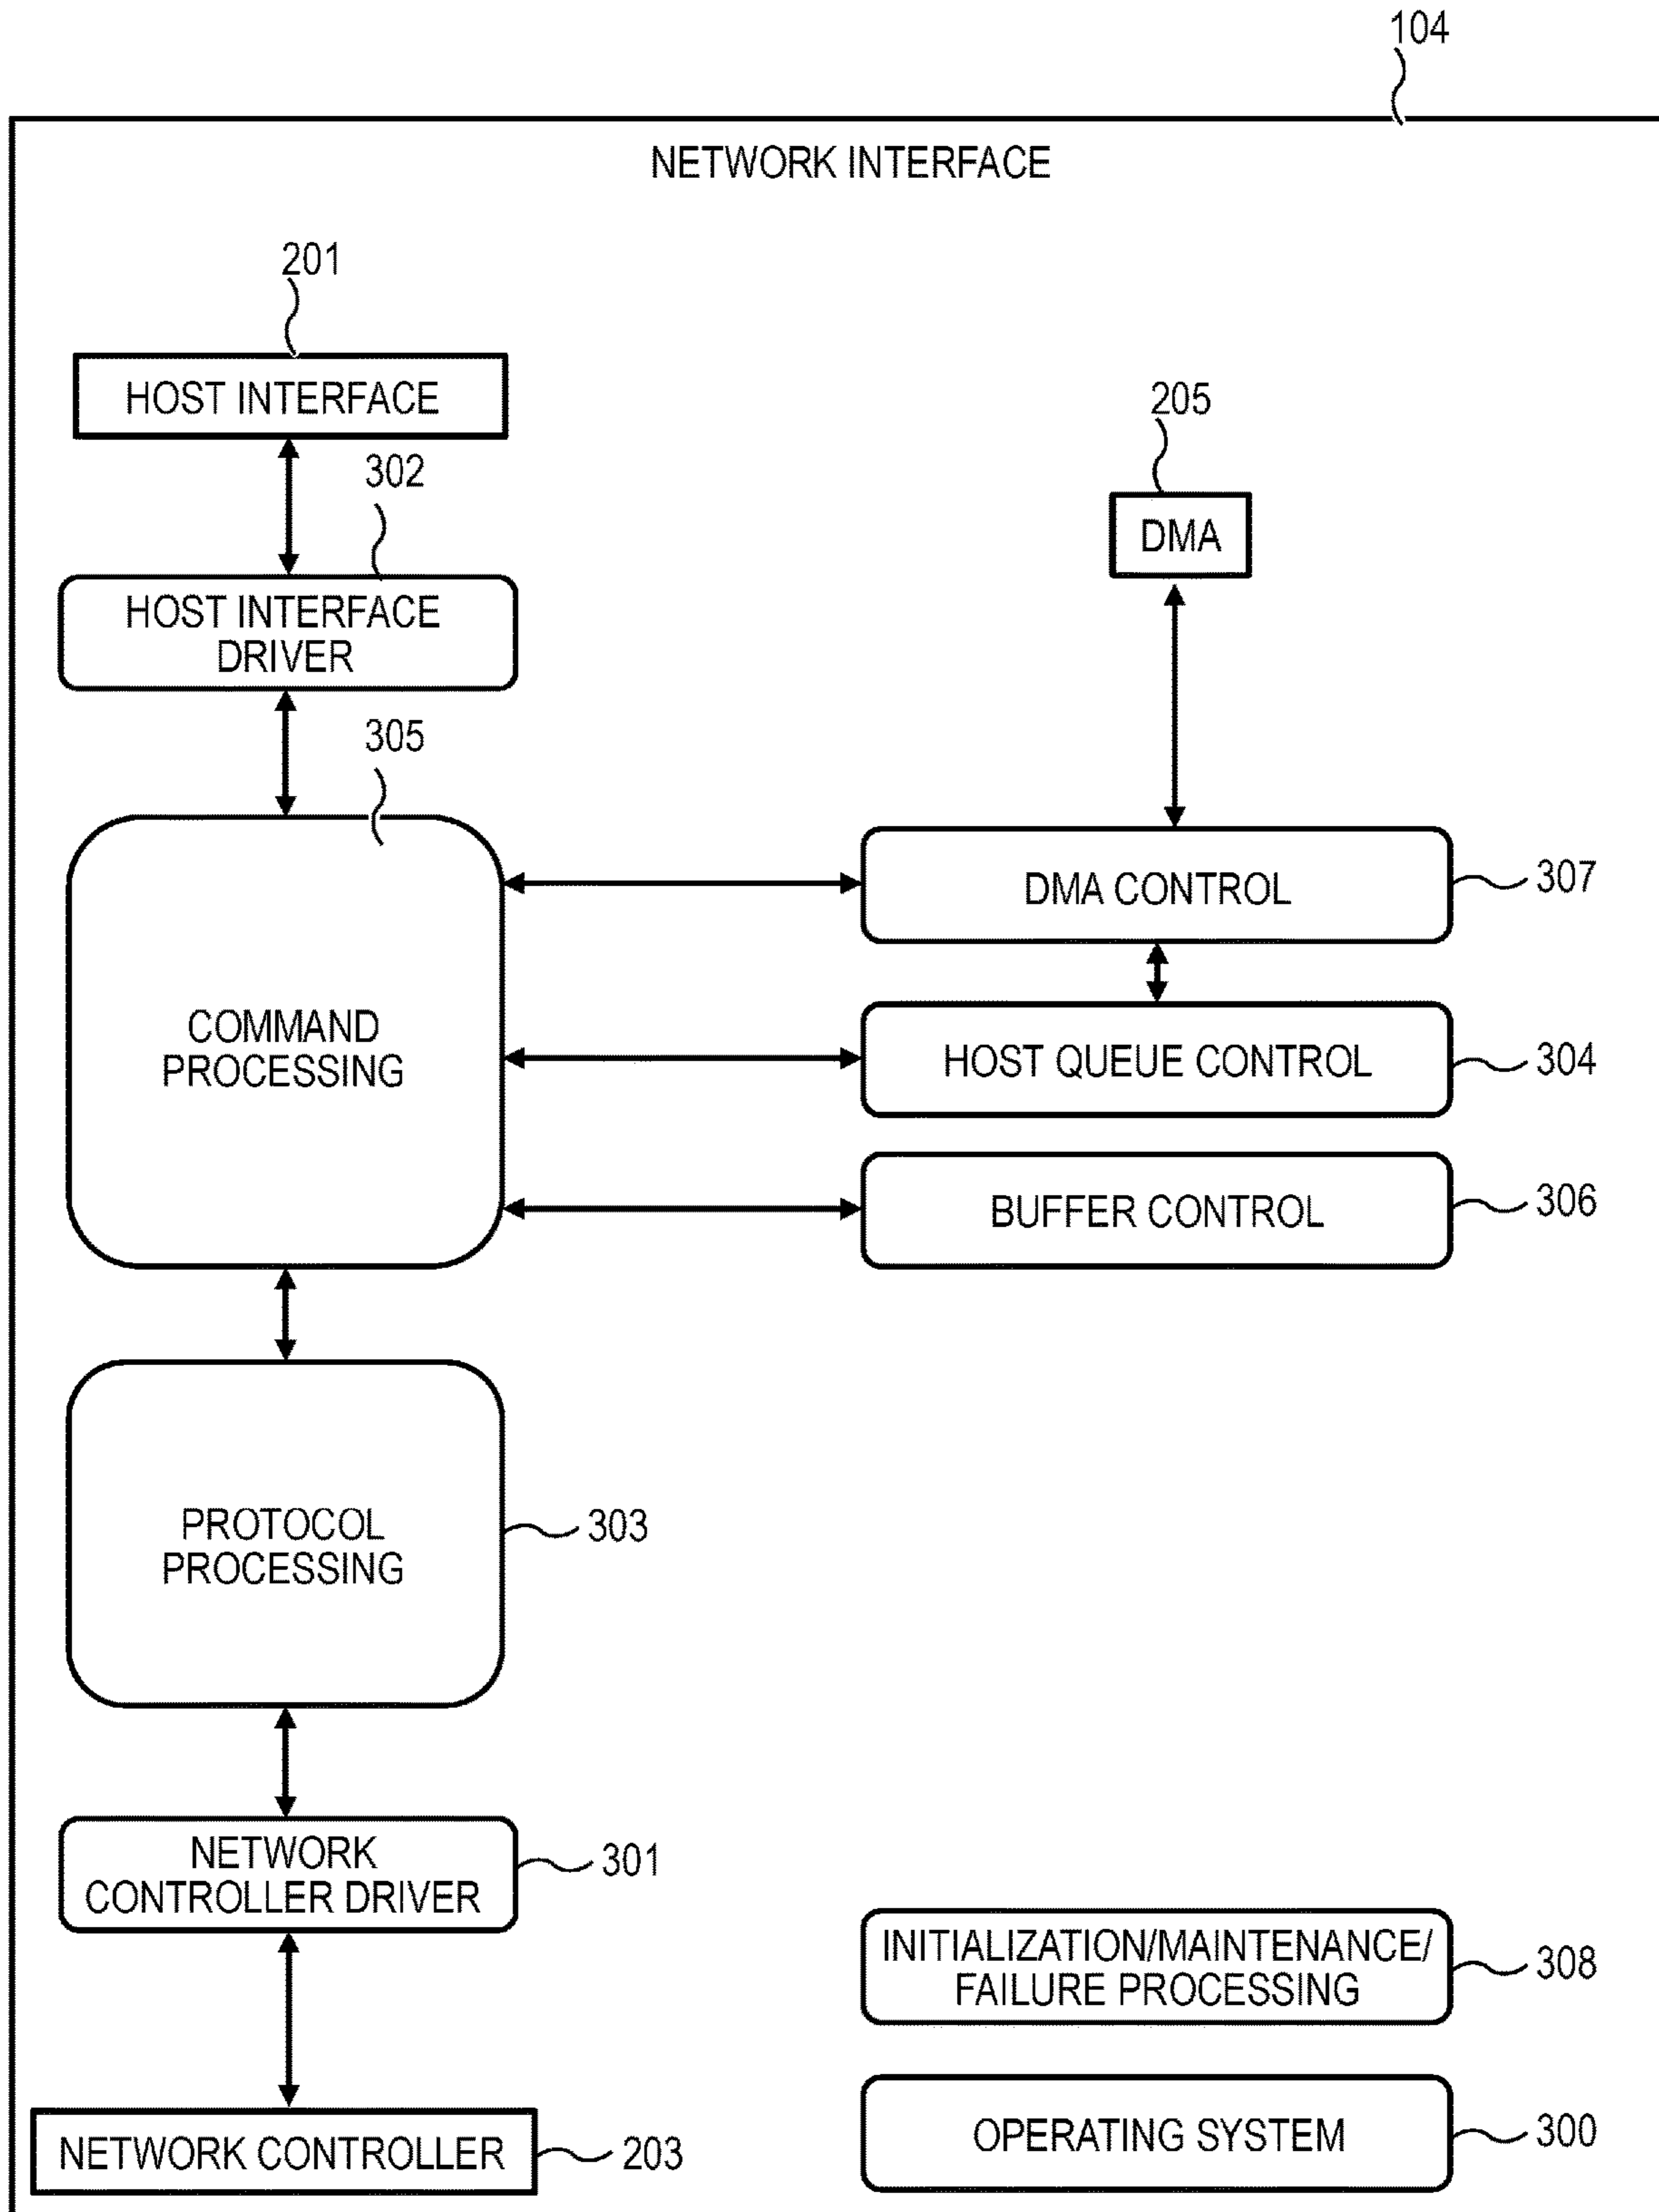 104
NETWORK INTERFACE
201
HOST INTERFACE
302
HOST INTERFACE
DRIVER
205
DMA
305
COMMAND
PROCESSING
DMA CONTROL
307
HOST QUEUE CONTROL
304
BUFFER CONTROL
306
PROTOCOL
PROCESSING
303
NETWORK
CONTROLLER DRIVER
301
INITIALIZATION/MAINTENANCE/
FAILURE PROCESSING
308
NETWORK CONTROLLER
203
OPERATING SYSTEM
300